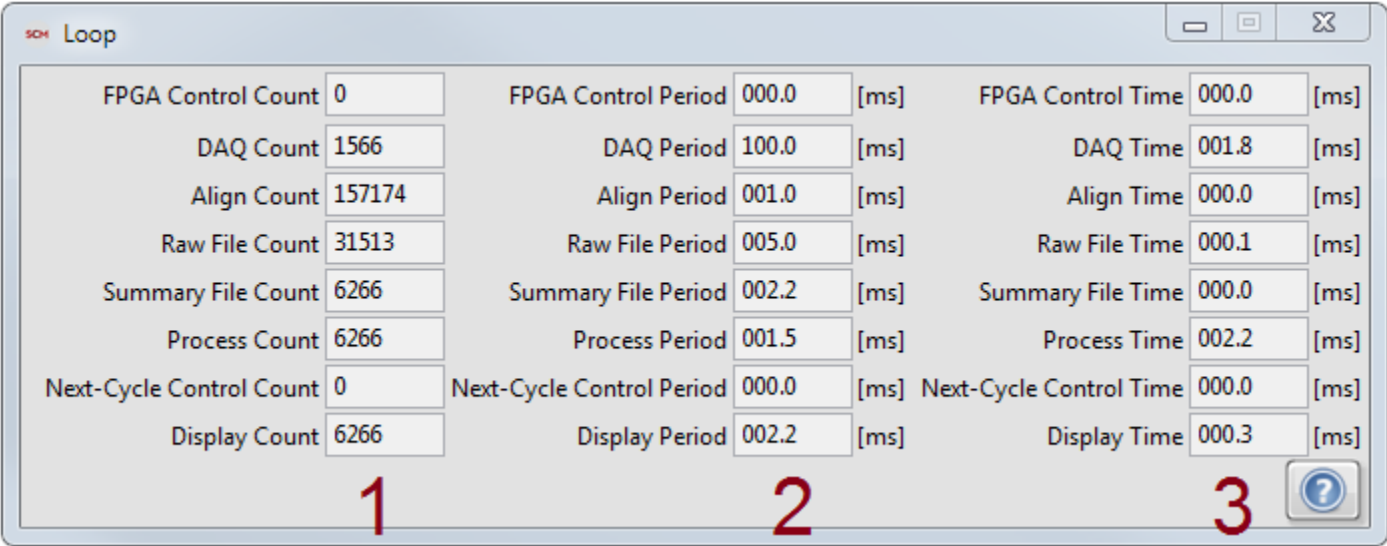 SCM Loop
FPGA Control Count 0 FPGA Control Period 000.0 [ms] FPGA Control Time 000.0 [ms]
DAQ Count 1566 DAQ Period 100.0 [ms] DAQ Time 001.8 [ms]
Align Count 157174 Align Period 001.0 [ms] Align Time 000.0 [ms]
Raw File Count 31513 Raw File Period 005.0 [ms] Raw File Time 000.1 [ms]
Summary File Count 6266 Summary File Period 002.2 [ms] Summary File Time 000.0 [ms]
Process Count 6266 Process Period 001.5 [ms] Process Time 002.2 [ms]
Next-Cycle Control Count 0 Next-Cycle Control Period 000.0 [ms] Next-Cycle Control Time 000.0 [ms]
Display Count 6266 Display Period 002.2 [ms] Display Time 000.3 [ms]
1 2 3 ?